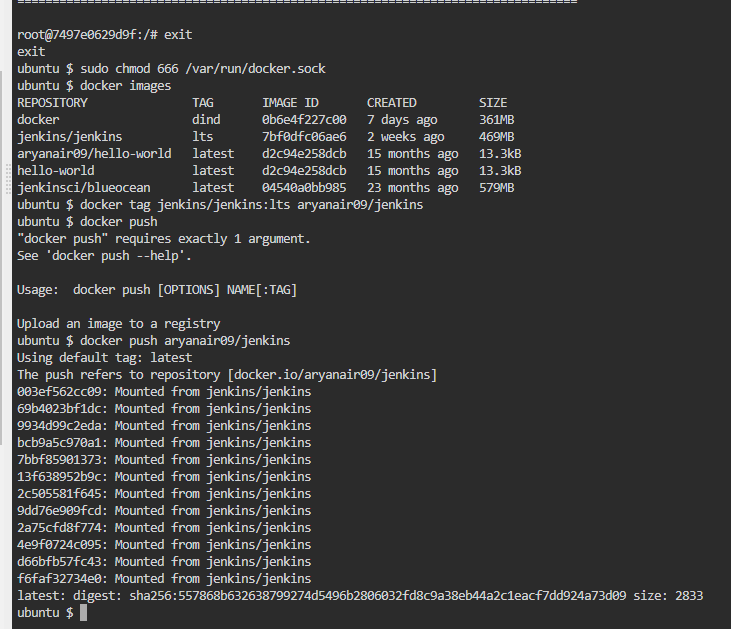 ================================================================================
root@7497e0629d9f:/# exit
exit
ubuntu $ sudo chmod 666 /var/run/docker.sock
ubuntu $ docker images
REPOSITORY               TAG       IMAGE ID       CREATED         SIZE
docker                   dind      0b6e4f227c00   7 days ago      361MB
jenkins/jenkins          lts       7bf0dfc06ae6   2 weeks ago     469MB
aryanair09/hello-world   latest    d2c94e258dcb   15 months ago   13.3kB
hello-world              latest    d2c94e258dcb   15 months ago   13.3kB
jenkinsci/blueocean      latest    04540a0bb985   23 months ago   579MB
ubuntu $ docker tag jenkins/jenkins:lts aryanair09/jenkins
ubuntu $ docker push
"docker push" requires exactly 1 argument.
See 'docker push --help'.
Usage:  docker push [OPTIONS] NAME[:TAG]
Upload an image to a registry
ubuntu $ docker push aryanair09/jenkins
Using default tag: latest
The push refers to repository [docker.io/aryanair09/jenkins]
003ef562cc09: Mounted from jenkins/jenkins
69b4023bf1dc: Mounted from jenkins/jenkins
9934d99c2eda: Mounted from jenkins/jenkins
bcb9a5c970a1: Mounted from jenkins/jenkins
7bbf85901373: Mounted from jenkins/jenkins
13f638952b9c: Mounted from jenkins/jenkins
2c505581f645: Mounted from jenkins/jenkins
9dd76e909fcd: Mounted from jenkins/jenkins
2a75cfd8f774: Mounted from jenkins/jenkins
4e9f0724c095: Mounted from jenkins/jenkins
d66bfb57fc43: Mounted from jenkins/jenkins
f6faf32734e0: Mounted from jenkins/jenkins
latest: digest: sha256:557868b632638799274d5496b2806032fd8c9a38eb44a2c1eacf7dd924a73d09 size: 2833
ubuntu $